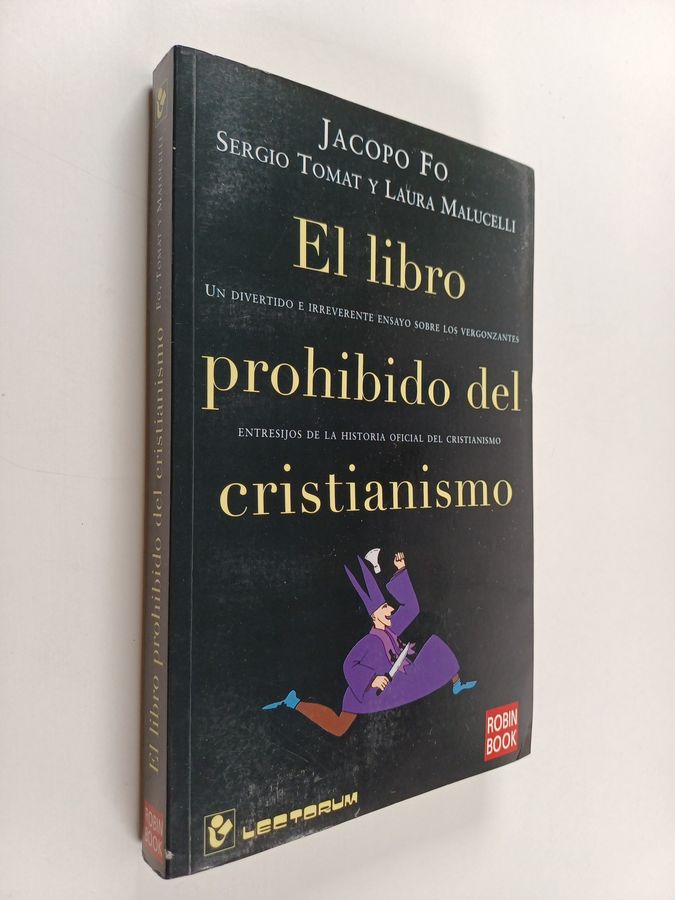 JACOPO FO
SERGIO TOMAT Y LAURA MALUCELLI
El libro
UN DIVERTIDO E IRREVERENTE ENSAYO SOBRE LOS VERGONZANTES
prohibido del
ENTRESIJOS DE LA HISTORIA OFICIAL DEL CRISTIANISMO
cristianismo
ROBIN
BOOK
LECTORUM
El libro prohibido del cristianismo FO, TOMAT Y MALUCELLI
ROBIN
BOOK